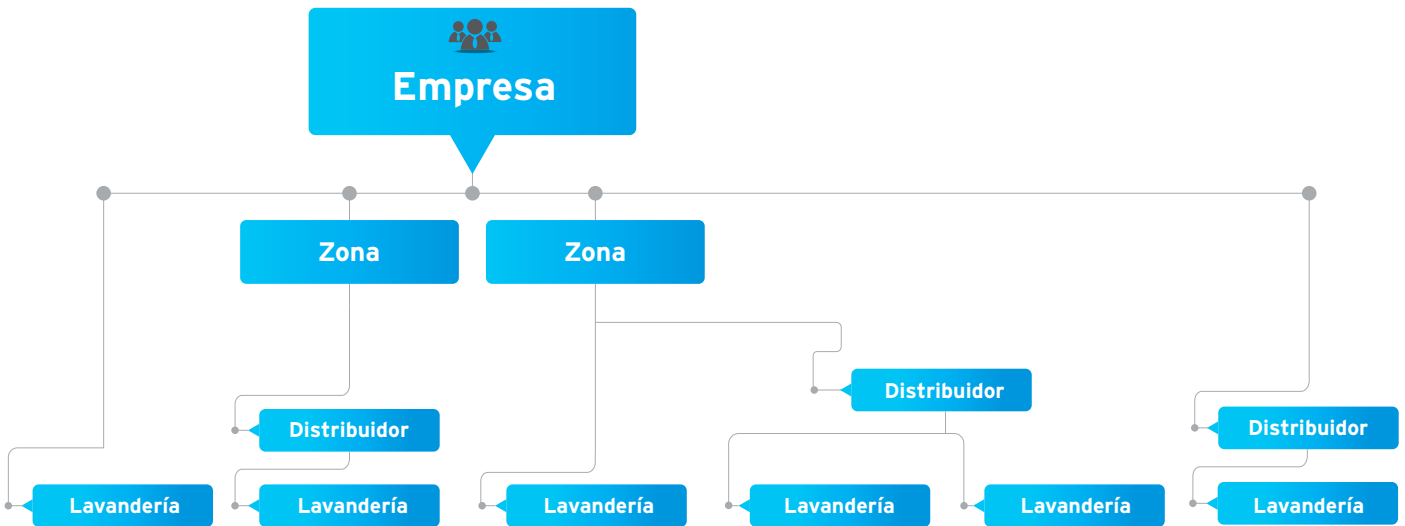 Empresa
Zona
Zona
Distribuidor
Distribuidor
Distribuidor
Lavandería
Lavandería
Lavandería
Lavandería
Lavandería
Lavandería